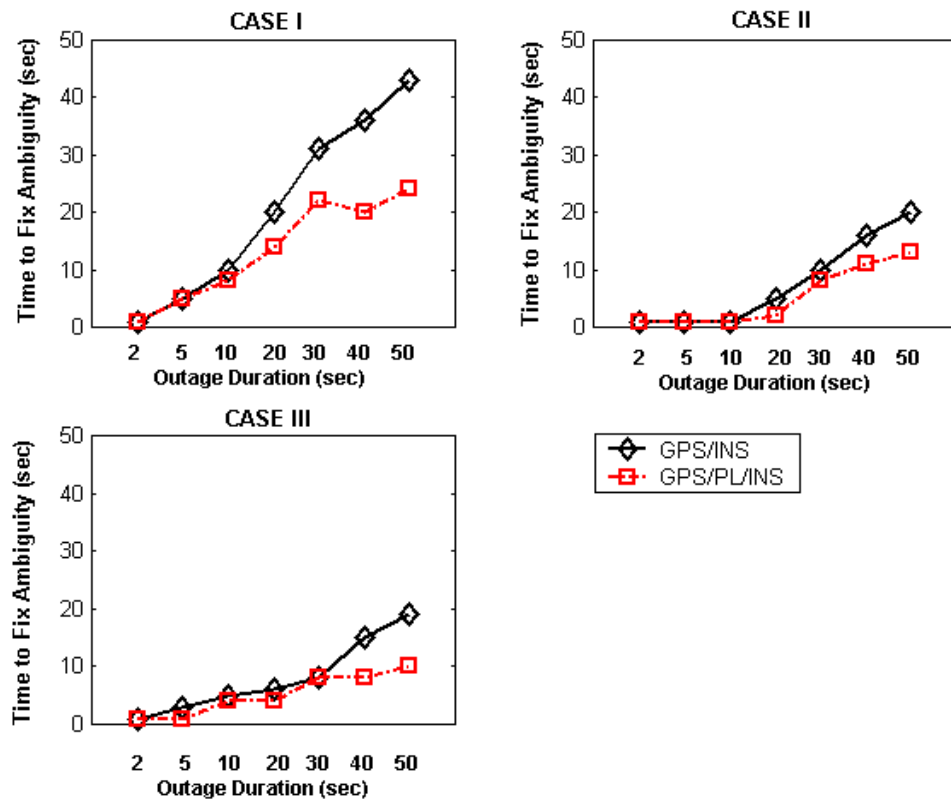 CASE I
Time to Fix Ambiguity (sec)
50
40
30
20
10
0
2 5 10 20 30 40 50
Outage Duration (sec)
CASE II
Time to Fix Ambiguity (sec)
50
40
30
20
10
0
2 5 10 20 30 40 50
Outage Duration (sec)
CASE III
Time to Fix Ambiguity (sec)
50
40
30
20
10
0
2 5 10 20 30 40 50
Outage Duration (sec)
GPS/INS
GPS/PL/INS